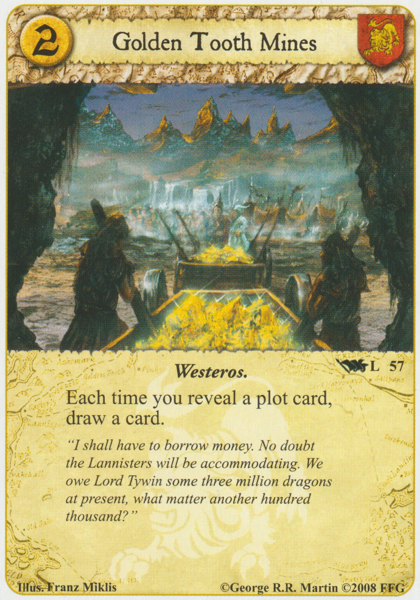 2
Golden Tooth Mines
L 57
Westeros.
Each time you reveal a plot card,
draw a card.
“I shall have to borrow money. No doubt
the Lannisters will be accommodating. We
owe Lord Tywin some three million dragons
at present, what matter another hundred
thousand?”
Illus. Franz Miklis ©George R.R. Martin ©2008 FFG